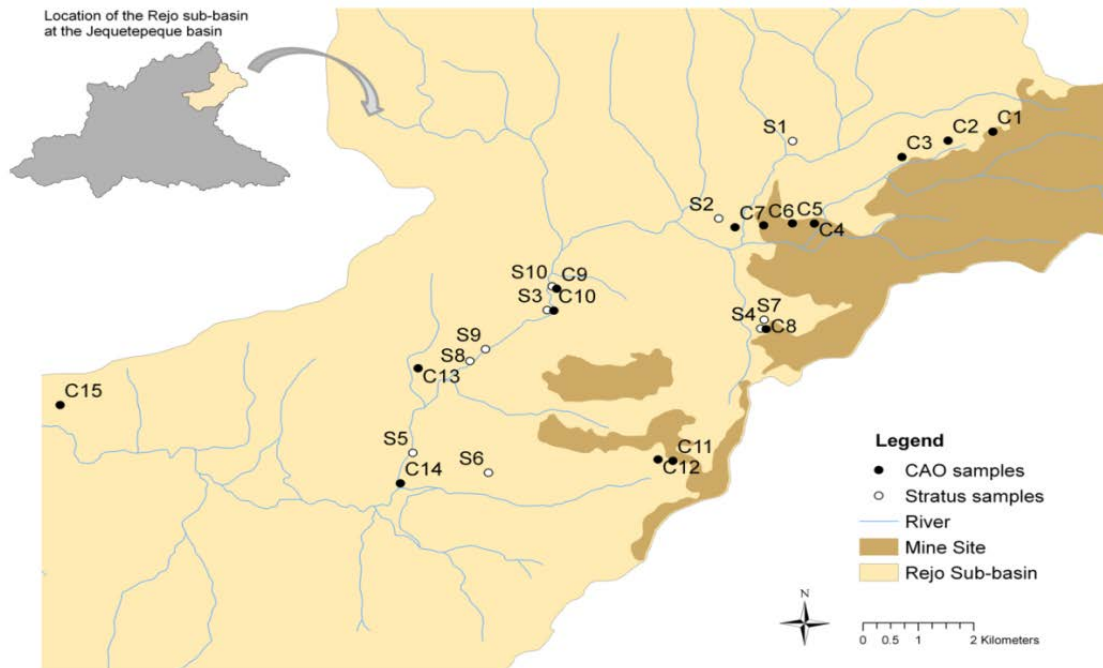 Location of the Rejo sub-basin
at the Jequetepeque basin
C1
C2
S1
C3
S2
C7
C6
C5
C4
S10
C9
S3
C10
S7
S4
C8
S9
S8
C13
C15
S5
S6
C11
C12
C14
Legend
CAO samples
Stratus samples
River
Mine Site
Rejo Sub-basin
N
0 0.5 1 2 Kilometers